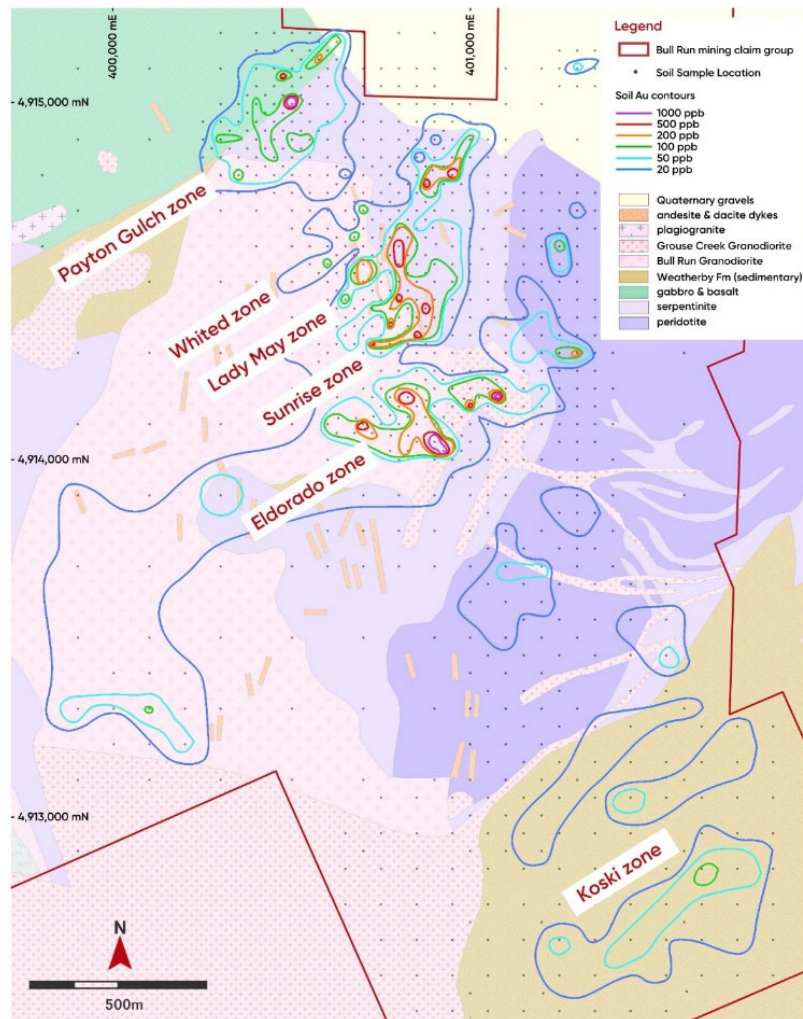 400,000 mE
401,000 mE
4,915,000 mN
4,914,000 mN
4,913,000 mN
Legend
Bull Run mining claim group
Soil Sample Location
Soil Au contours
1000 ppb
500 ppb
200 ppb
100 ppb
50 ppb
20 ppb
Quaternary gravels
andesite & dacite dykes
plagiogranite
Grouse Creek Granodiorite
Bull Run Granodiorite
Weatherby Fm (sedimentary)
gabbro & basalt
serpentinite
peridotite
Payton Gulch zone
Whited zone
Lady May zone
Sunrise zone
Eldorado zone
Koski zone
N
500m